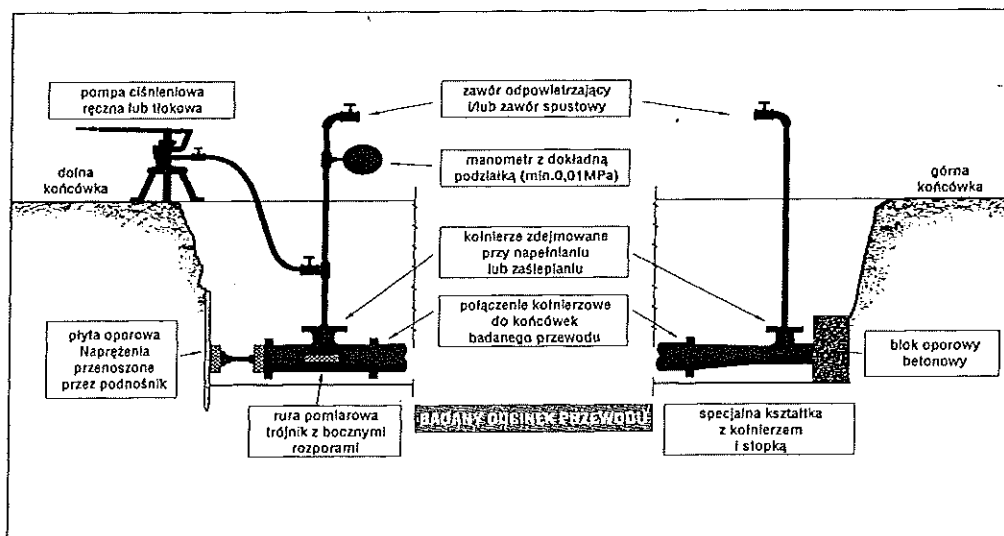 pompa ciśnieniowa
ręczna lub tłokowa
zawór odpowietrzający
i/lub zawór spustowy
manometr z dokładną
podziałką (min.0,01MPa)
dolna
końcówka
górna
końcówka
kołnierze zdejmowane
przy napełnianiu
lub zaślepianiu
połączenie kołnierzowe
do końcówek
badanego przewodu
płyta oporowa
Naprężenia
przenoszone
przez podnośnik
blok oporowy
betonowy
rura pomiarowa
trójnik z bocznymi
rozporami
BADANY ODCINEK PRZEWODU
specjalna kształtka
z kołnierzem
i stopką